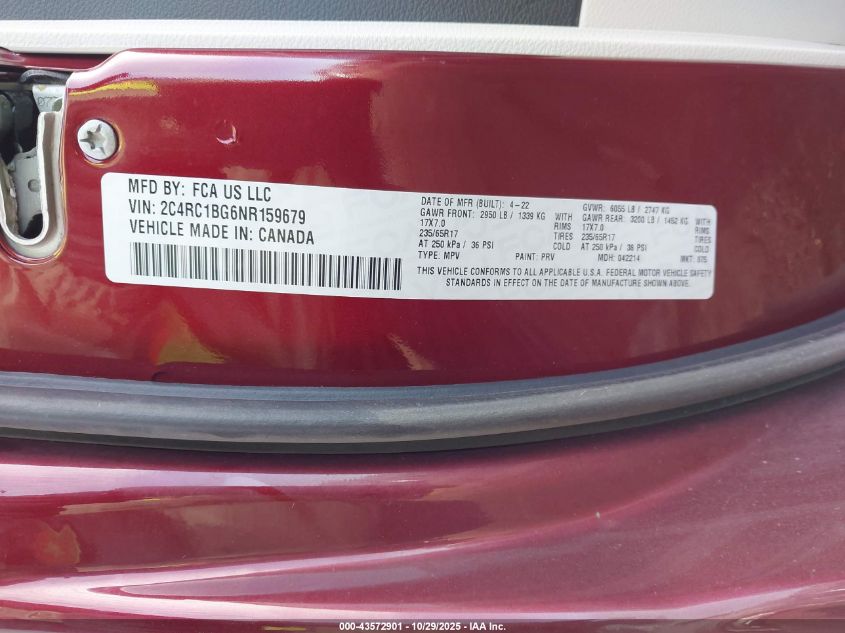 MFD BY: FCA US LLC
VIN: 2C4RC1BG6NR159679
VEHICLE MADE IN: CANADA
DATE OF MFR (BUILT): 4-22
GVWR: 6055 LB / 2747 KG
GAWR FRONT: 2950 LB / 1339 KG WITH
GAWR REAR: 3200 LB / 1452 KG WITH
17X7.0 RIMS
17X7.0 RIMS
235/65R17 TIRES
235/65R17 TIRES
AT 250 kPa / 36 PSI COLD
AT 250 kPa / 36 PSI COLD
TYPE: MPV PAINT: PRV MDH: 042214 MKT: 875
THIS VEHICLE CONFORMS TO ALL APPLICABLE U.S.A. FEDERAL MOTOR VEHICLE SAFETY
STANDARDS IN EFFECT ON THE DATE OF MANUFACTURE SHOWN ABOVE.
000-43572901 - 10/29/2025 - IAA Inc.